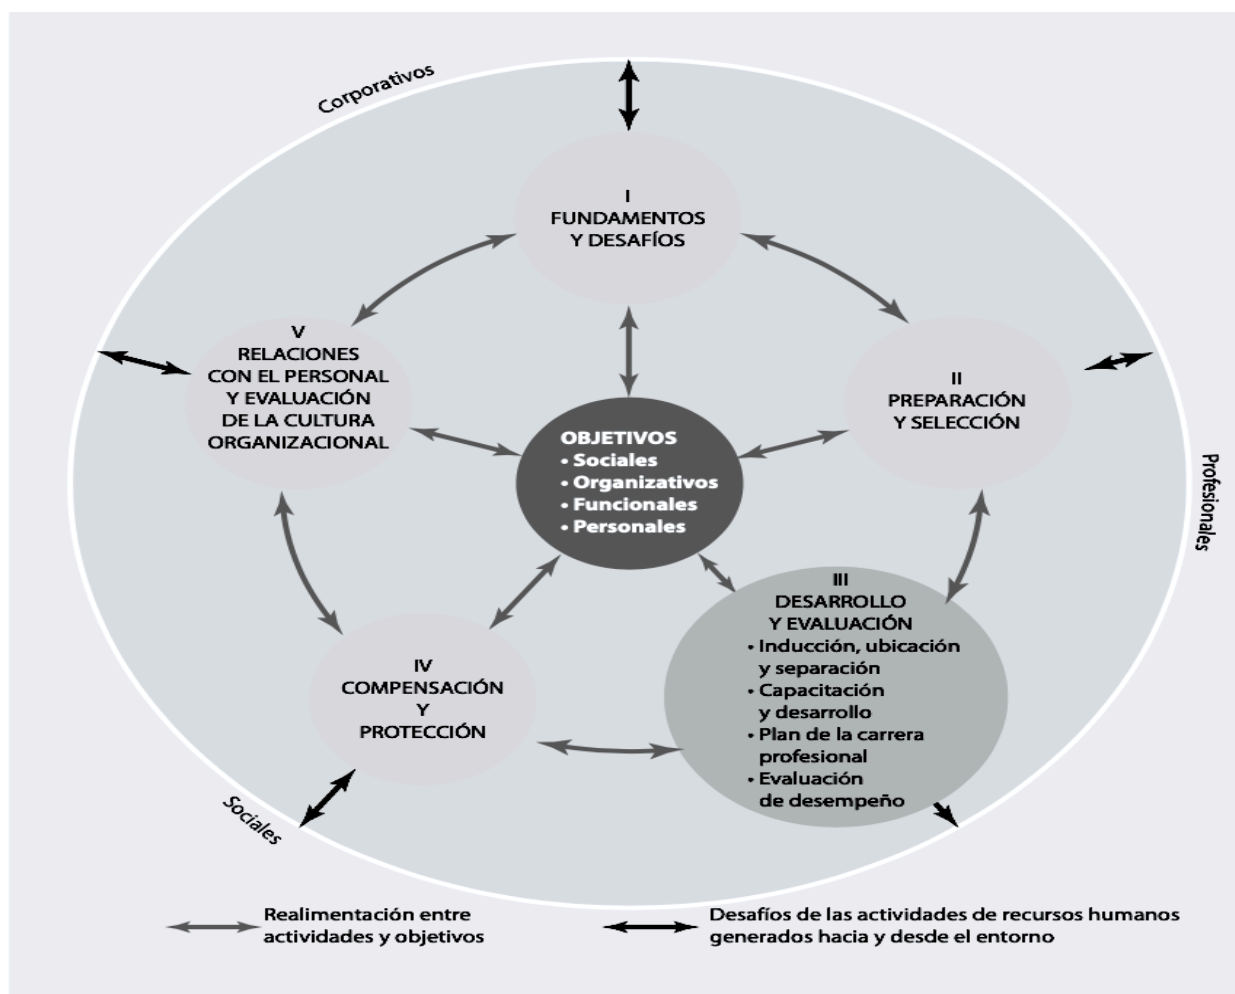 Corporativos
I
FUNDAMENTOS
Y DESAFÍOS
V
RELACIONES
CON EL PERSONAL
Y EVALUACIÓN
DE LA CULTURA
ORGANIZACIONAL
II
PREPARACIÓN
Y SELECCIÓN
OBJETIVOS
• Sociales
• Organizativos
• Funcionales
• Personales
Profesionales
III
DESARROLLO
Y EVALUACIÓN
• Inducción, ubicación
y separación
• Capacitación
y desarrollo
• Plan de la carrera
profesional
• Evaluación
de desempeño
IV
COMPENSACIÓN
Y
PROTECCIÓN
Sociales
Realimentación entre
actividades y objetivos
Desafíos de las actividades de recursos humanos
generados hacia y desde el entorno